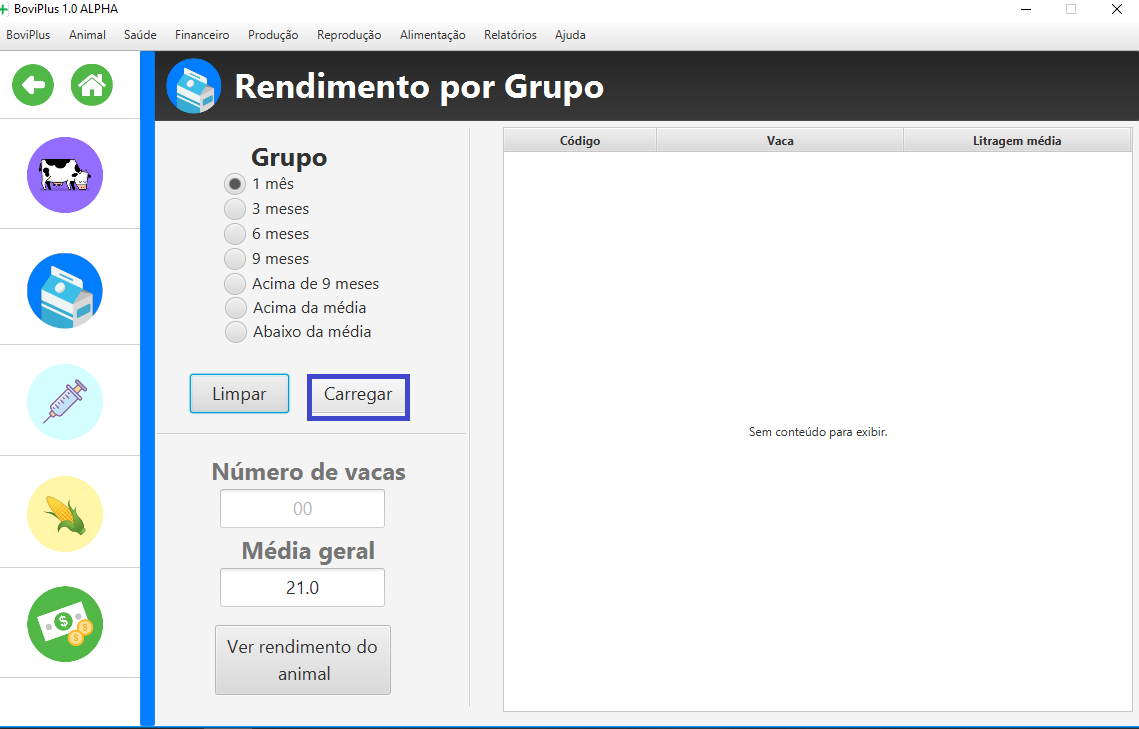 BoviPlus 1.0 ALPHA
BoviPlus Animal Saúde Financeiro Produção Reprodução Alimentação Relatórios Ajuda
Rendimento por Grupo
Grupo
1 mês
3 meses
6 meses
9 meses
Acima de 9 meses
Acima da média
Abaixo da média
Limpar Carregar
Número de vacas
00
Média geral
21.0
Ver rendimento do
animal
Código Vaca Litragem média
Sem conteúdo para exibir.